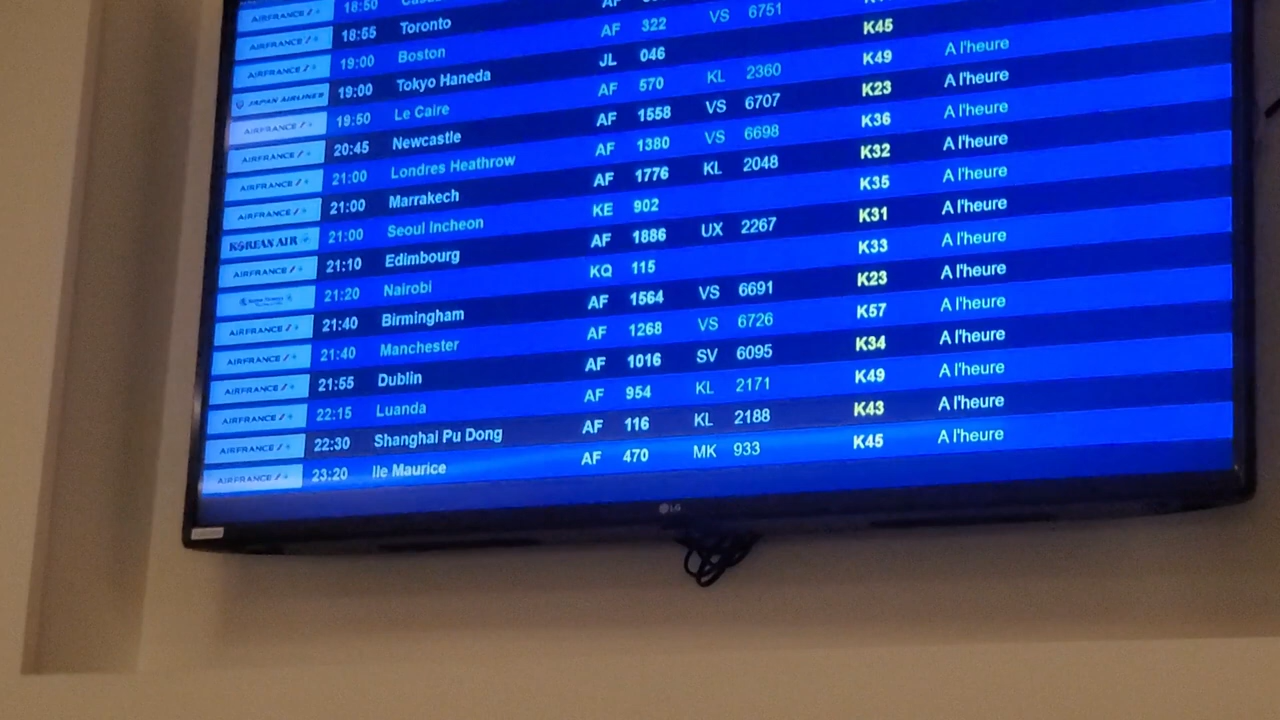 AIRFRANCE 18:50
AIRFRANCE 18:55 Toronto AF
AIRFRANCE 19:00 Boston AF 322 VS 6751
JAPAN AIRLINES 19:00 Tokyo Haneda JL 046 K45
AIRFRANCE 19:50 Le Caire AF 570 KL 2360 K49 A l'heure
AIRFRANCE 20:45 Newcastle AF 1558 VS 6707 K23 A l'heure
AIRFRANCE 21:00 Londres Heathrow AF 1380 VS 6698 K36 A l'heure
AIRFRANCE 21:00 Marrakech AF 1776 KL 2048 K32 A l'heure
KOREAN AIR 21:00 Seoul Incheon KE 902 K35 A l'heure
AIRFRANCE 21:10 Edimbourg AF 1886 UX 2267 K31 A l'heure
21:20 Nairobi KQ 115 K33 A l'heure
AIRFRANCE 21:40 Birmingham AF 1564 VS 6691 K23 A l'heure
AIRFRANCE 21:40 Manchester AF 1268 VS 6726 K57 A l'heure
AIRFRANCE 21:55 Dublin AF 1016 SV 6095 K34 A l'heure
AIRFRANCE 22:15 Luanda AF 954 KL 2171 K49 A l'heure
AIRFRANCE 22:30 Shanghai Pu Dong AF 116 KL 2188 K43 A l'heure
AIRFRANCE 23:20 Ile Maurice AF 470 MK 933 K45 A l'heure
LG